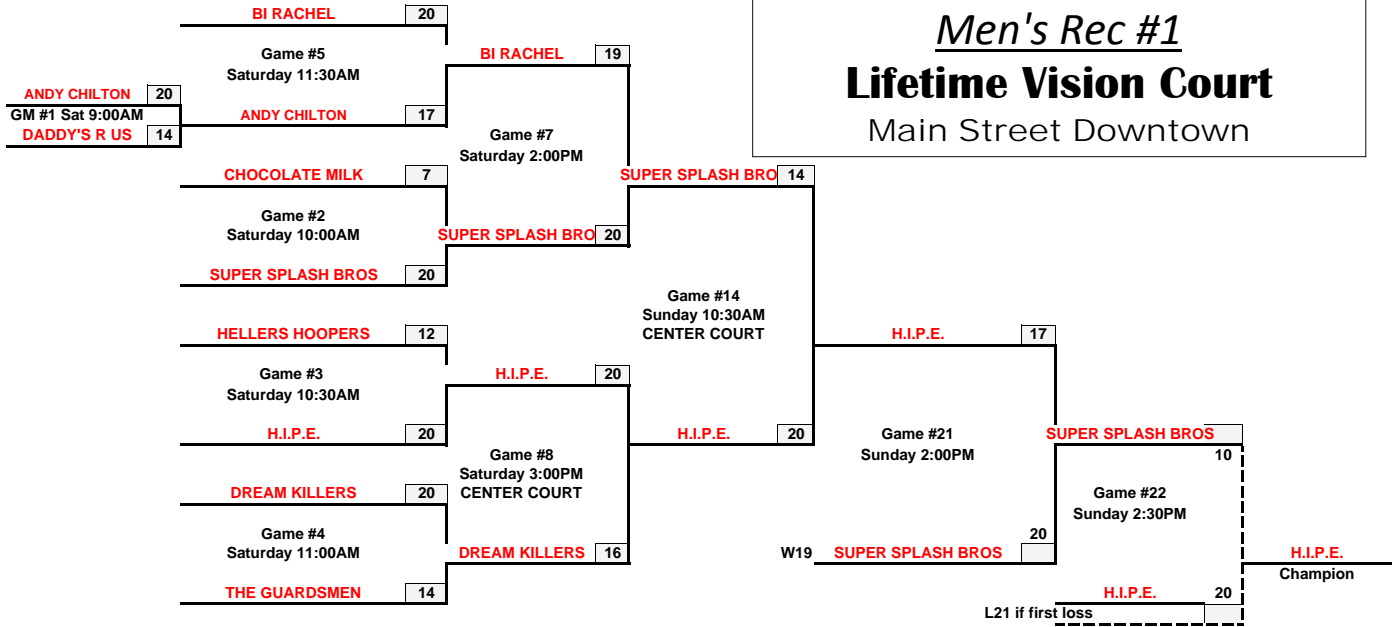 Men's Rec #1
Lifetime Vision Court
Main Street Downtown
BI RACHEL 20
Game #5
Saturday 11:30AM
BI RACHEL 19
ANDY CHILTON 20
GM #1 Sat 9:00AM
DADDY'S R US 14
ANDY CHILTON 17
Game #7
Saturday 2:00PM
CHOCOLATE MILK 7
SUPER SPLASH BRO 14
Game #2
Saturday 10:00AM
SUPER SPLASH BRO 20
SUPER SPLASH BROS 20
Game #14
Sunday 10:30AM
CENTER COURT
HELLERS HOOPERS 12
H.I.P.E. 17
Game #3
Saturday 10:30AM
H.I.P.E. 20
H.I.P.E. 20
H.I.P.E. 20
Game #21
Sunday 2:00PM
SUPER SPLASH BROS
10
Game #8
Saturday 3:00PM
CENTER COURT
DREAM KILLERS 20
Game #22
Sunday 2:30PM
Game #4
Saturday 11:00AM
DREAM KILLERS 16
20
W19 SUPER SPLASH BROS
H.I.P.E.
Champion
THE GUARDSMEN 14
H.I.P.E. 20
L21 if first loss